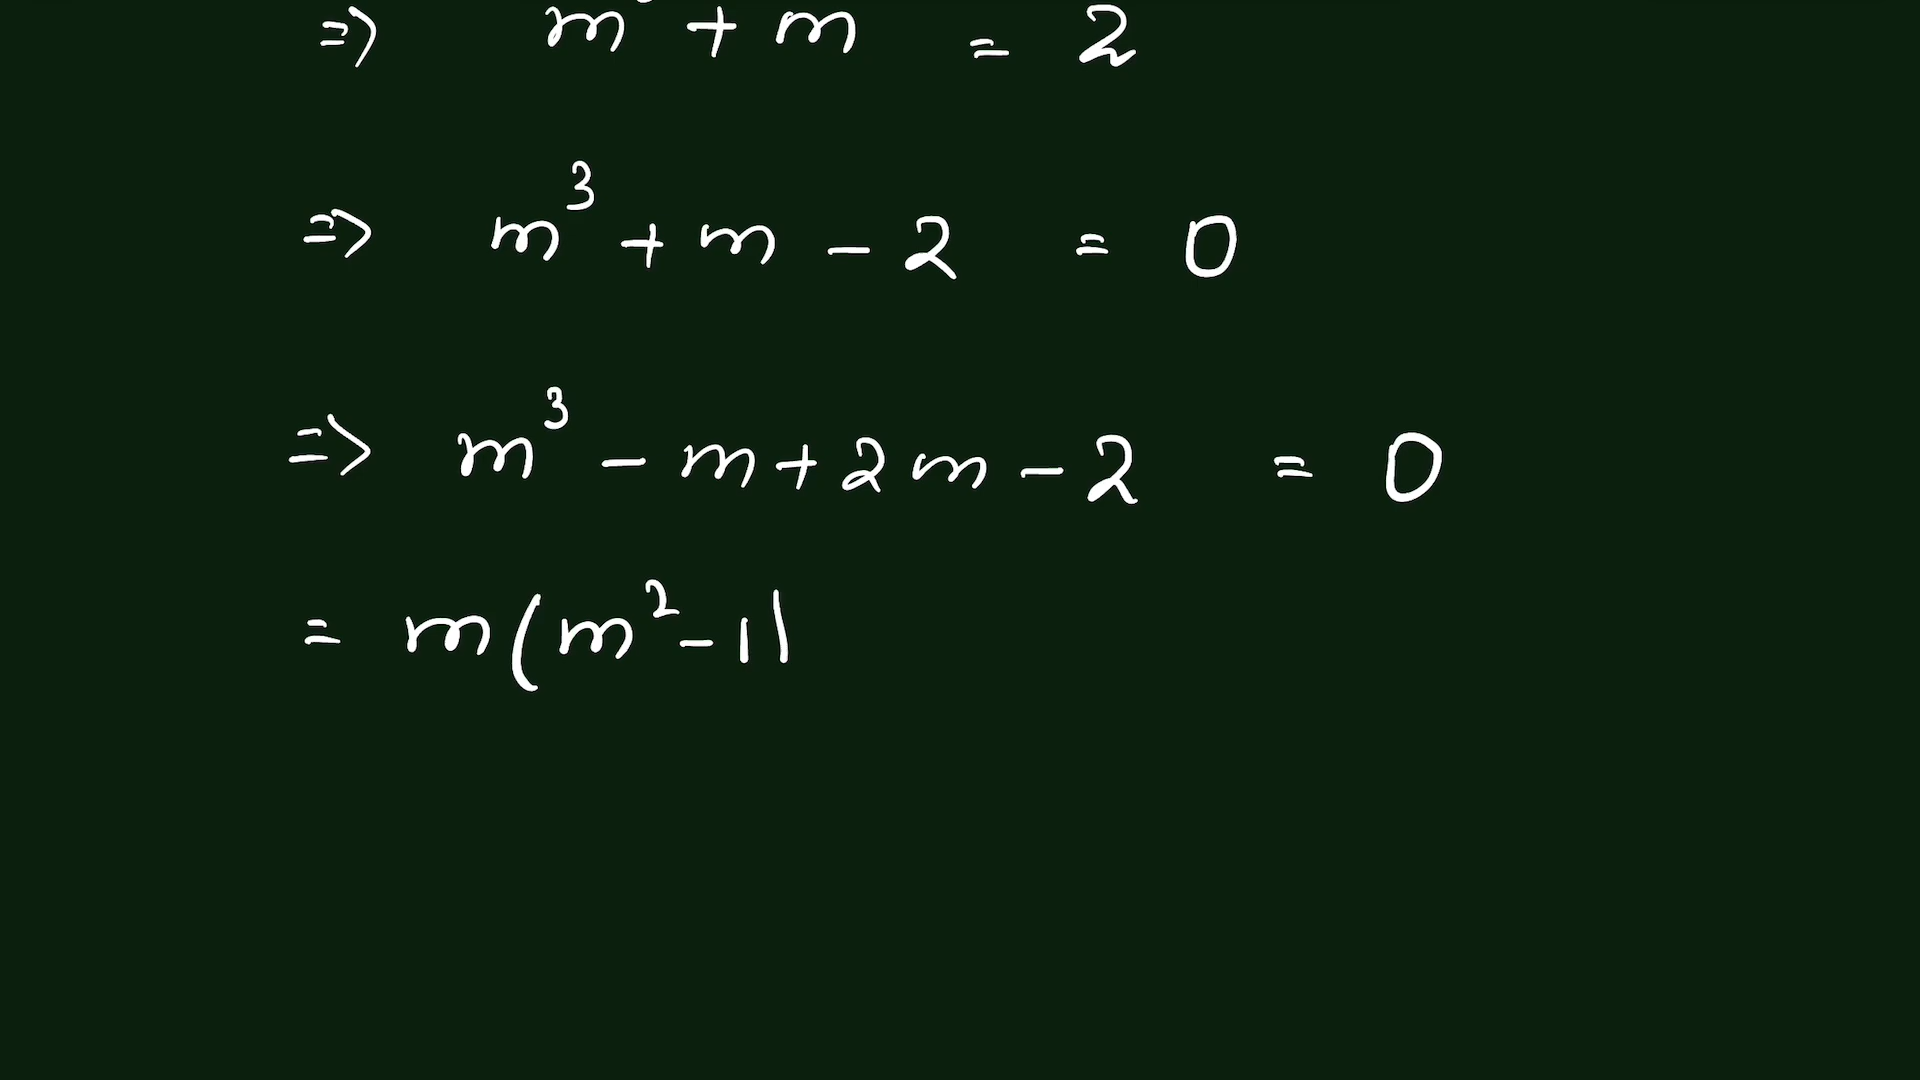 => m + m = 2
=> m³ + m - 2 = 0
=> m³ - m + 2m - 2 = 0
= m(m² - 1)